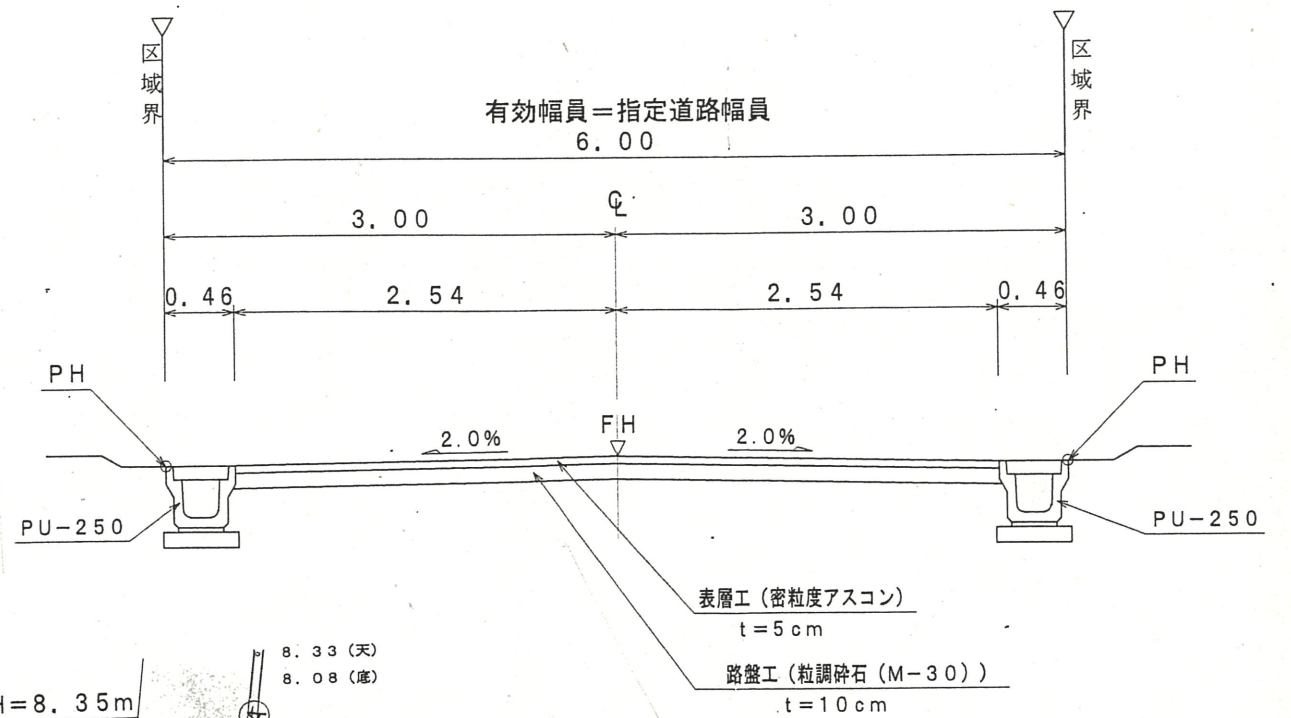 区域界
区域界
有効幅員＝指定道路幅員
6.00
CL
3.00
3.00
0.46
2.54
2.54
0.46
PH
PH
FH
2.0%
2.0%
PU-250
PU-250
表層工（密粒度アスコン）
t=5cm
路盤工（粒調砕石（M-30））
t=10cm
8.33（天）
8.08（底）
H=8.35m